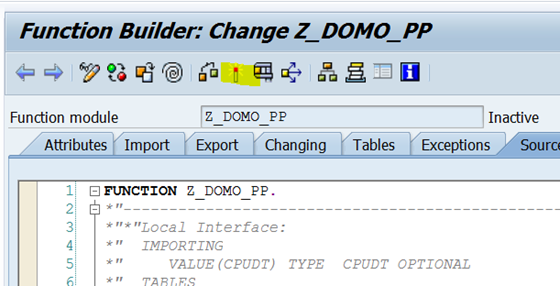 Function Builder: Change Z_DOMO_PP
Function module Z_DOMO_PP Inactive
Attributes Import Export Changing Tables Exceptions Source
1 FUNCTION Z_DOMO_PP.
2 *"----------------------------------------------------------------------
3 *"*"Local Interface:
4 *"  IMPORTING
5 *"     VALUE(CPUDT) TYPE  CPUDT OPTIONAL
6 *"  TABLES